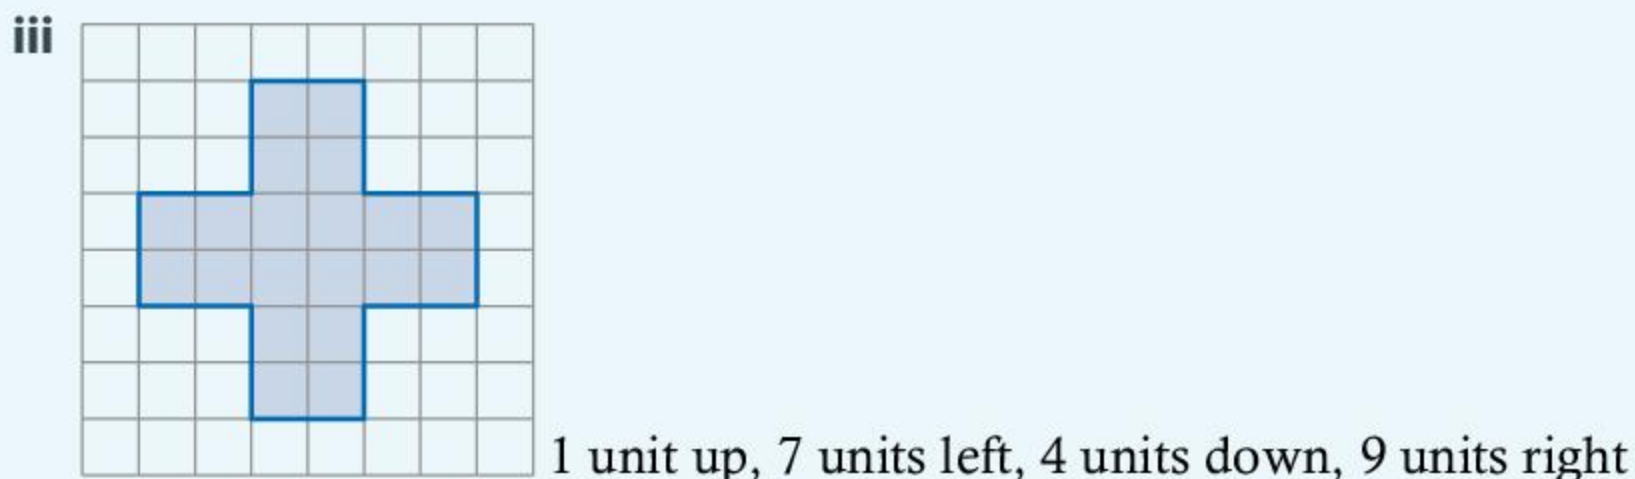 iii
1 unit up, 7 units left, 4 units down, 9 units right